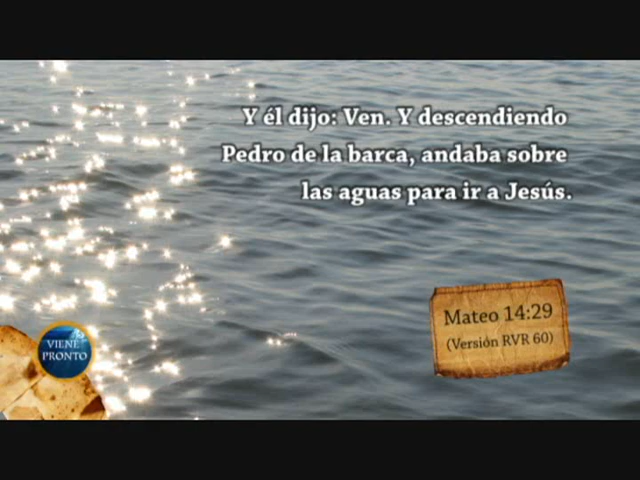 Y él dijo: Ven. Y descendiendo
Pedro de la barca, andaba sobre
las aguas para ir a Jesús.
Mateo 14:29
(Versión RVR 60)
VIENE
PRONTO